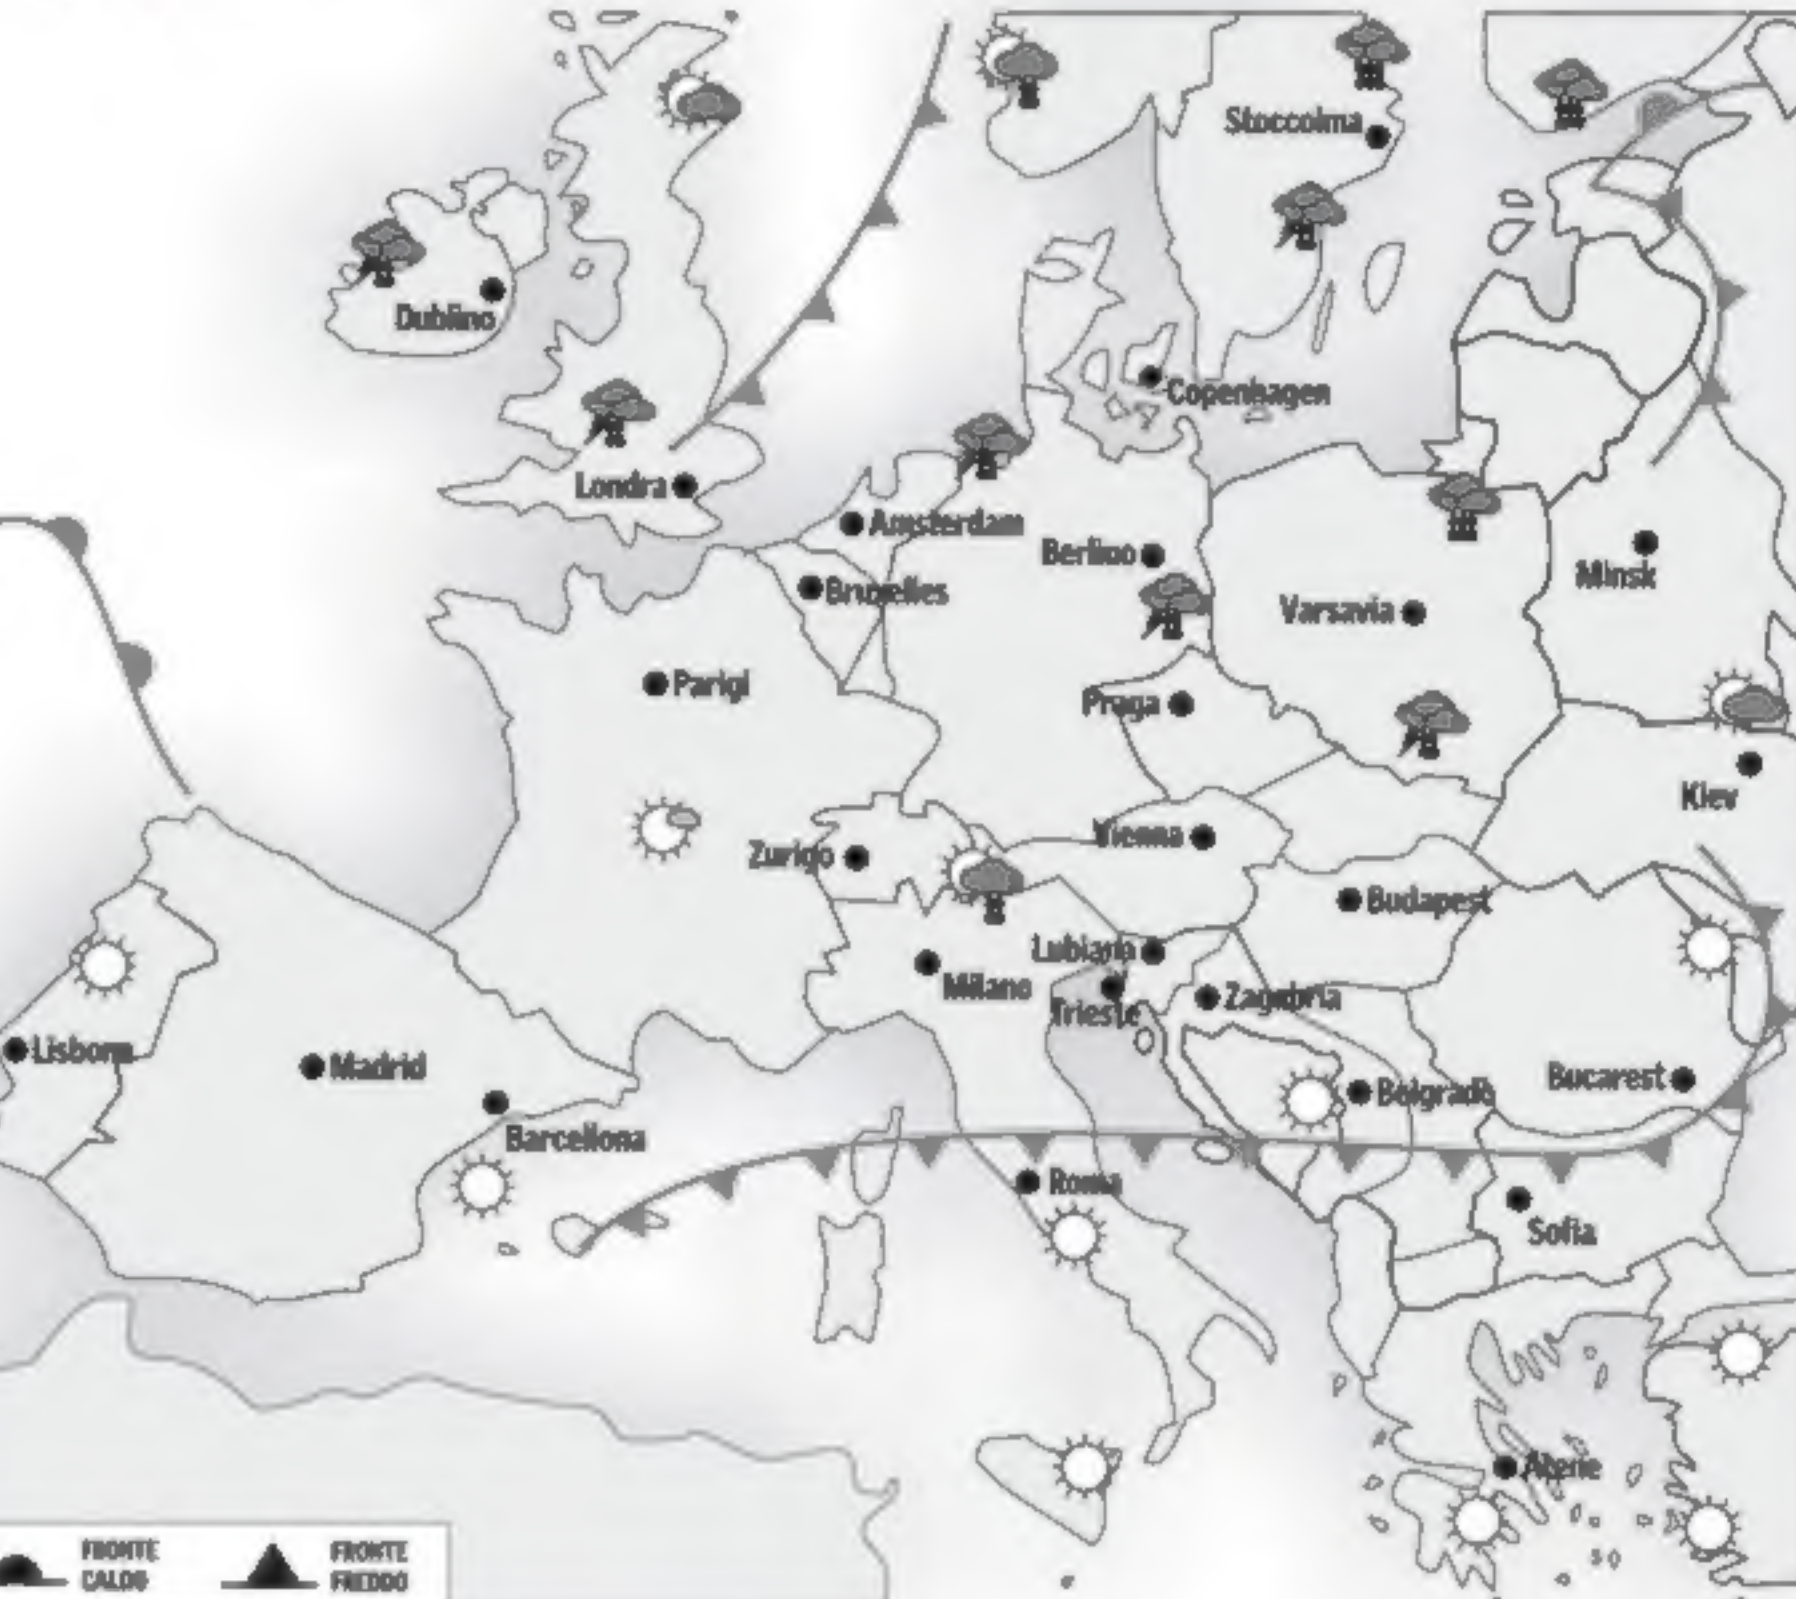 Stoccolma
Dublino
Copenhagen
Londra
Amsterdam
Berlino
Bruxelles
Minsk
Varsavia
Parigi
Praga
Kiev
Vienna
Zurigo
Budapest
Lubiana
Milano
Trieste
Zagabria
Lisbona
Madrid
Belgrado
Bucarest
Barcellona
Roma
Sofia
Atene
FRONTE
CALDO
FRONTE
FREDDO